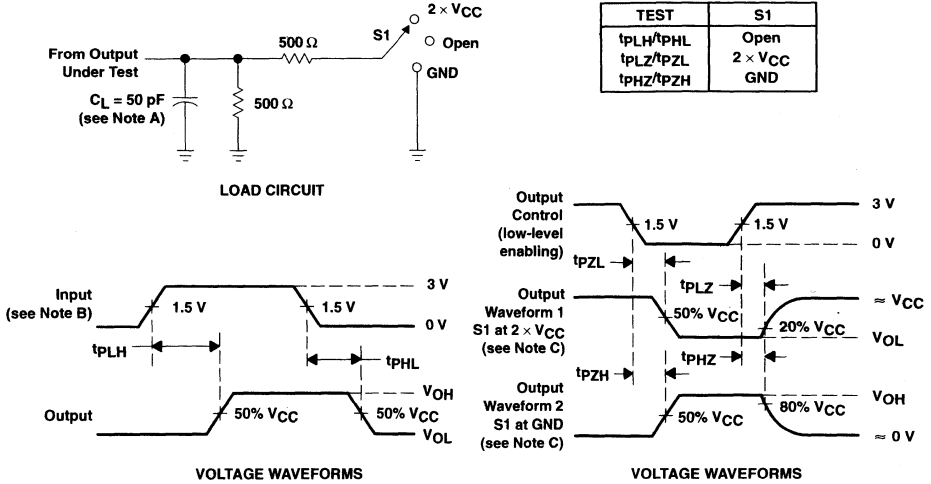 2 × VCC
S1
Open
GND
500 Ω
From Output
Under Test
CL = 50 pF
(see Note A)
500 Ω
LOAD CIRCUIT
TEST S1
tPLH/tPHL Open
tPLZ/tPZL 2 × VCC
tPHZ/tPZH GND
Input
(see Note B)
1.5 V
1.5 V
3 V
0 V
tPLH
tPHL
Output
50% VCC
50% VCC
VOH
VOL
VOLTAGE WAVEFORMS
Output
Control
(low-level
enabling)
1.5 V
1.5 V
3 V
0 V
tPZL
tPLZ
Output
Waveform 1
S1 at 2 × VCC
(see Note C)
50% VCC
20% VCC
≈ VCC
VOL
tPHZ
tPZH
Output
Waveform 2
S1 at GND
(see Note C)
50% VCC
80% VCC
VOH
≈ 0 V
VOLTAGE WAVEFORMS